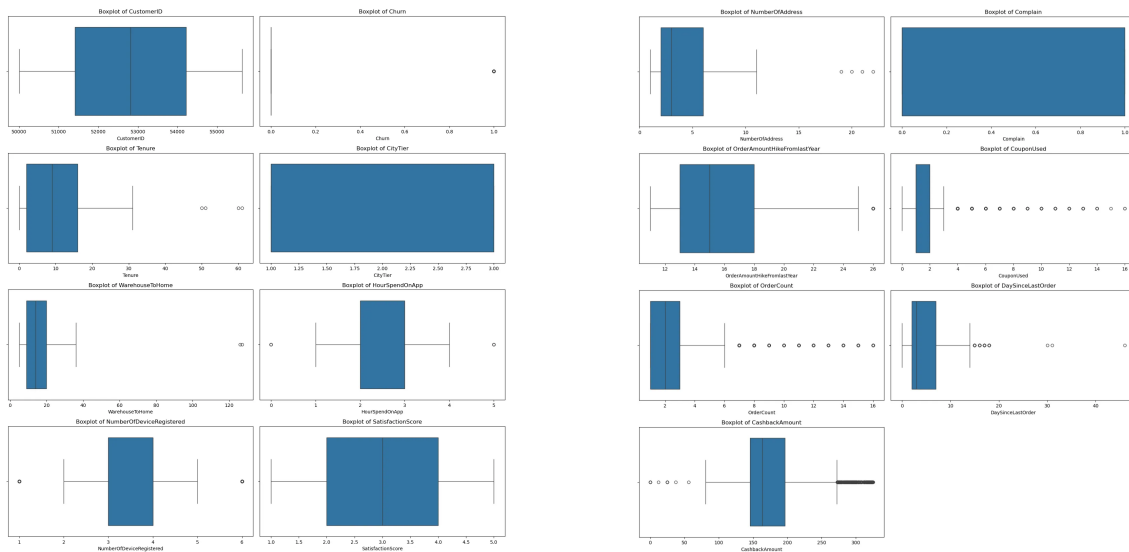 Boxplot of CustomerID
50000 51000 52000 53000 54000 55000
CustomerID
Boxplot of Churn
0.0 0.2 0.4 0.6 0.8 1.0
Churn
Boxplot of Tenure
0 10 20 30 40 50 60
Tenure
Boxplot of CityTier
1.00 1.25 1.50 1.75 2.00 2.25 2.50 2.75 3.00
CityTier
Boxplot of WarehouseToHome
0 20 40 60 80 100 120
WarehouseToHome
Boxplot of HourSpendOnApp
0 1 2 3 4 5
HourSpendOnApp
Boxplot of NumberOfDeviceRegistered
1 2 3 4 5 6
NumberOfDeviceRegistered
Boxplot of SatisfactionScore
1.0 1.5 2.0 2.5 3.0 3.5 4.0 4.5 5.0
SatisfactionScore
Boxplot of NumberOfAddress
0 5 10 15 20
NumberOfAddress
Boxplot of Complain
0.0 0.2 0.4 0.6 0.8 1.0
Complain
Boxplot of OrderAmountHikeFromlastYear
12 14 16 18 20 22 24 26
OrderAmountHikeFromlastYear
Boxplot of CouponUsed
0 2 4 6 8 10 12 14 16
CouponUsed
Boxplot of OrderCount
2 4 6 8 10 12 14 16
OrderCount
Boxplot of DaySinceLastOrder
0 10 20 30 40
DaySinceLastOrder
Boxplot of CashbackAmount
0 50 100 150 200 250 300
CashbackAmount